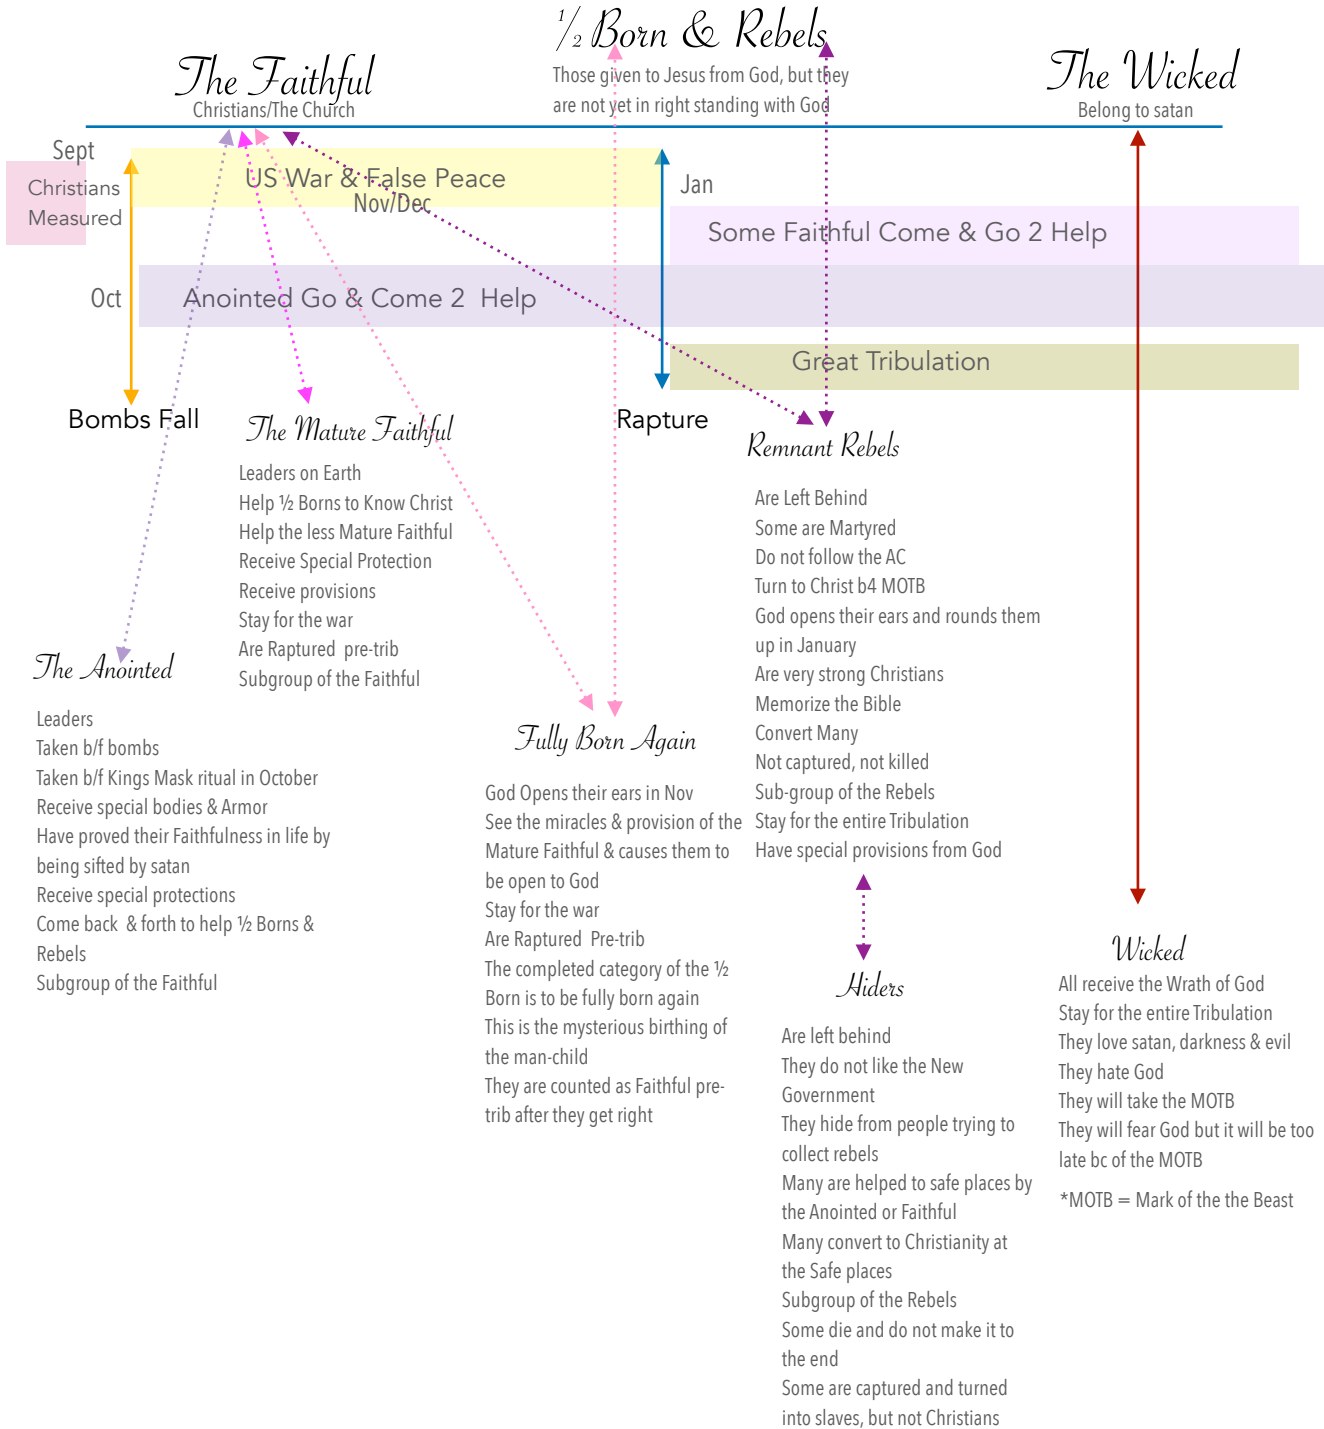 ½ Born & Rebels
Those given to Jesus from God, but they
are not yet in right standing with God
The Faithful
Christians/The Church
The Wicked
Belong to satan
Sept
Christians
Measured
US War & False Peace
Nov/Dec
Jan
Some Faithful Come & Go 2 Help
Oct
Anointed Go & Come 2  Help
Great Tribulation
Bombs Fall
Rapture
The Mature Faithful
Leaders on Earth
Help ½ Borns to Know Christ
Help the less Mature Faithful
Receive Special Protection
Receive provisions
Stay for the war
Are Raptured  pre-trib
Subgroup of the Faithful
The Anointed
Leaders
Taken b/f bombs
Taken b/f Kings Mask ritual in October
Receive special bodies & Armor
Have proved their Faithfulness in life by
being sifted by satan
Receive special protections
Come back  & forth to help ½ Borns &
Rebels
Subgroup of the Faithful
Fully Born Again
God Opens their ears in Nov
See the miracles & provision of the
Mature Faithful & causes them to
be open to God
Stay for the war
Are Raptured  Pre-trib
The completed category of the ½
Born is to be fully born again
This is the mysterious birthing of
the man-child
They are counted as Faithful pre-
trib after they get right
Remnant Rebels
Are Left Behind
Some are Martyred
Do not follow the AC
Turn to Christ b4 MOTB
God opens their ears and rounds them
up in January
Are very strong Christians
Memorize the Bible
Convert Many
Not captured, not killed
Sub-group of the Rebels
Stay for the entire Tribulation
Have special provisions from God
Hiders
Are left behind
They do not like the New
Government
They hide from people trying to
collect rebels
Many are helped to safe places by
the Anointed or Faithful
Many convert to Christianity at
the Safe places
Subgroup of the Rebels
Some die and do not make it to
the end
Some are captured and turned
into slaves, but not Christians
Wicked
All receive the Wrath of God
Stay for the entire Tribulation
They love satan, darkness & evil
They hate God
They will take the MOTB
They will fear God but it will be too
late bc of the MOTB
*MOTB = Mark of the the Beast